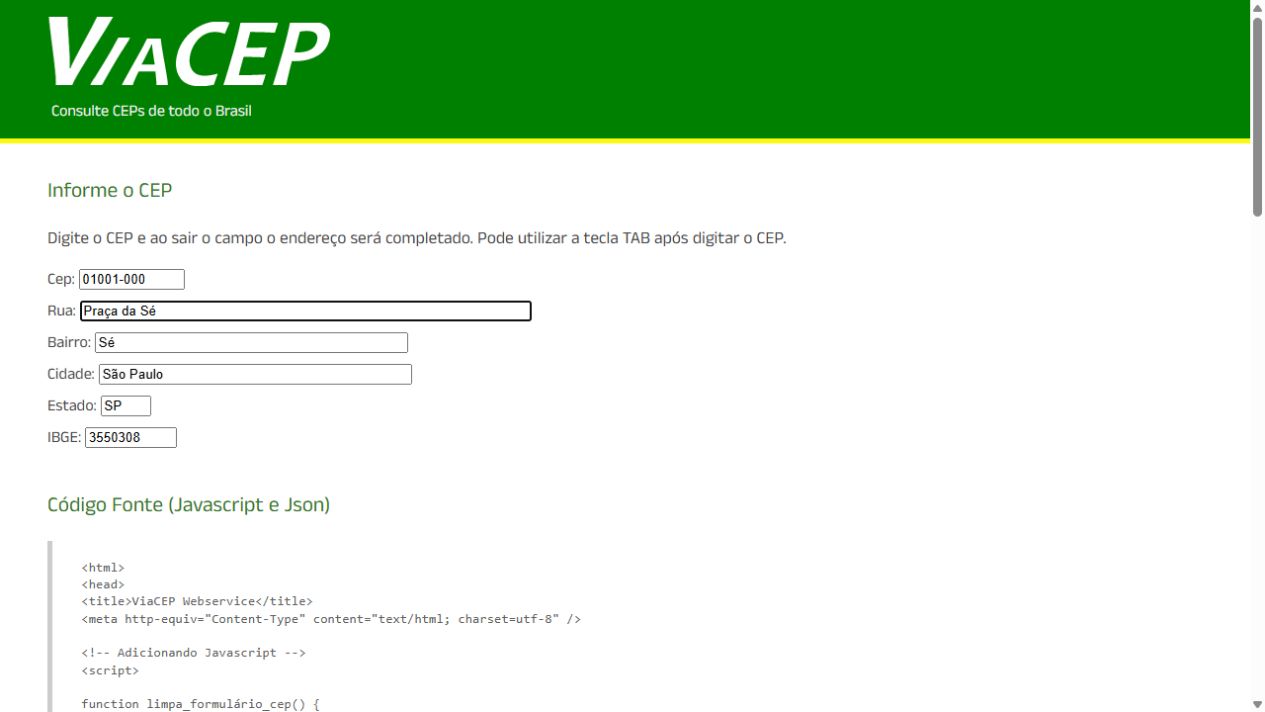 ViaCEP
Consulte CEPs de todo o Brasil
Informe o CEP
Digite o CEP e ao sair o campo o endereço será completado. Pode utilizar a tecla TAB após digitar o CEP.
Cep: 01001-000
Rua: Praça da Sé
Bairro: Sé
Cidade: São Paulo
Estado: SP
IBGE: 3550308
Código Fonte (Javascript e Json)
<html>
<head>
<title>ViaCEP Webservice</title>
<meta http-equiv="Content-Type" content="text/html; charset=utf-8" />
<!-- Adicionando Javascript -->
<script>
function limpa_formulário_cep() {